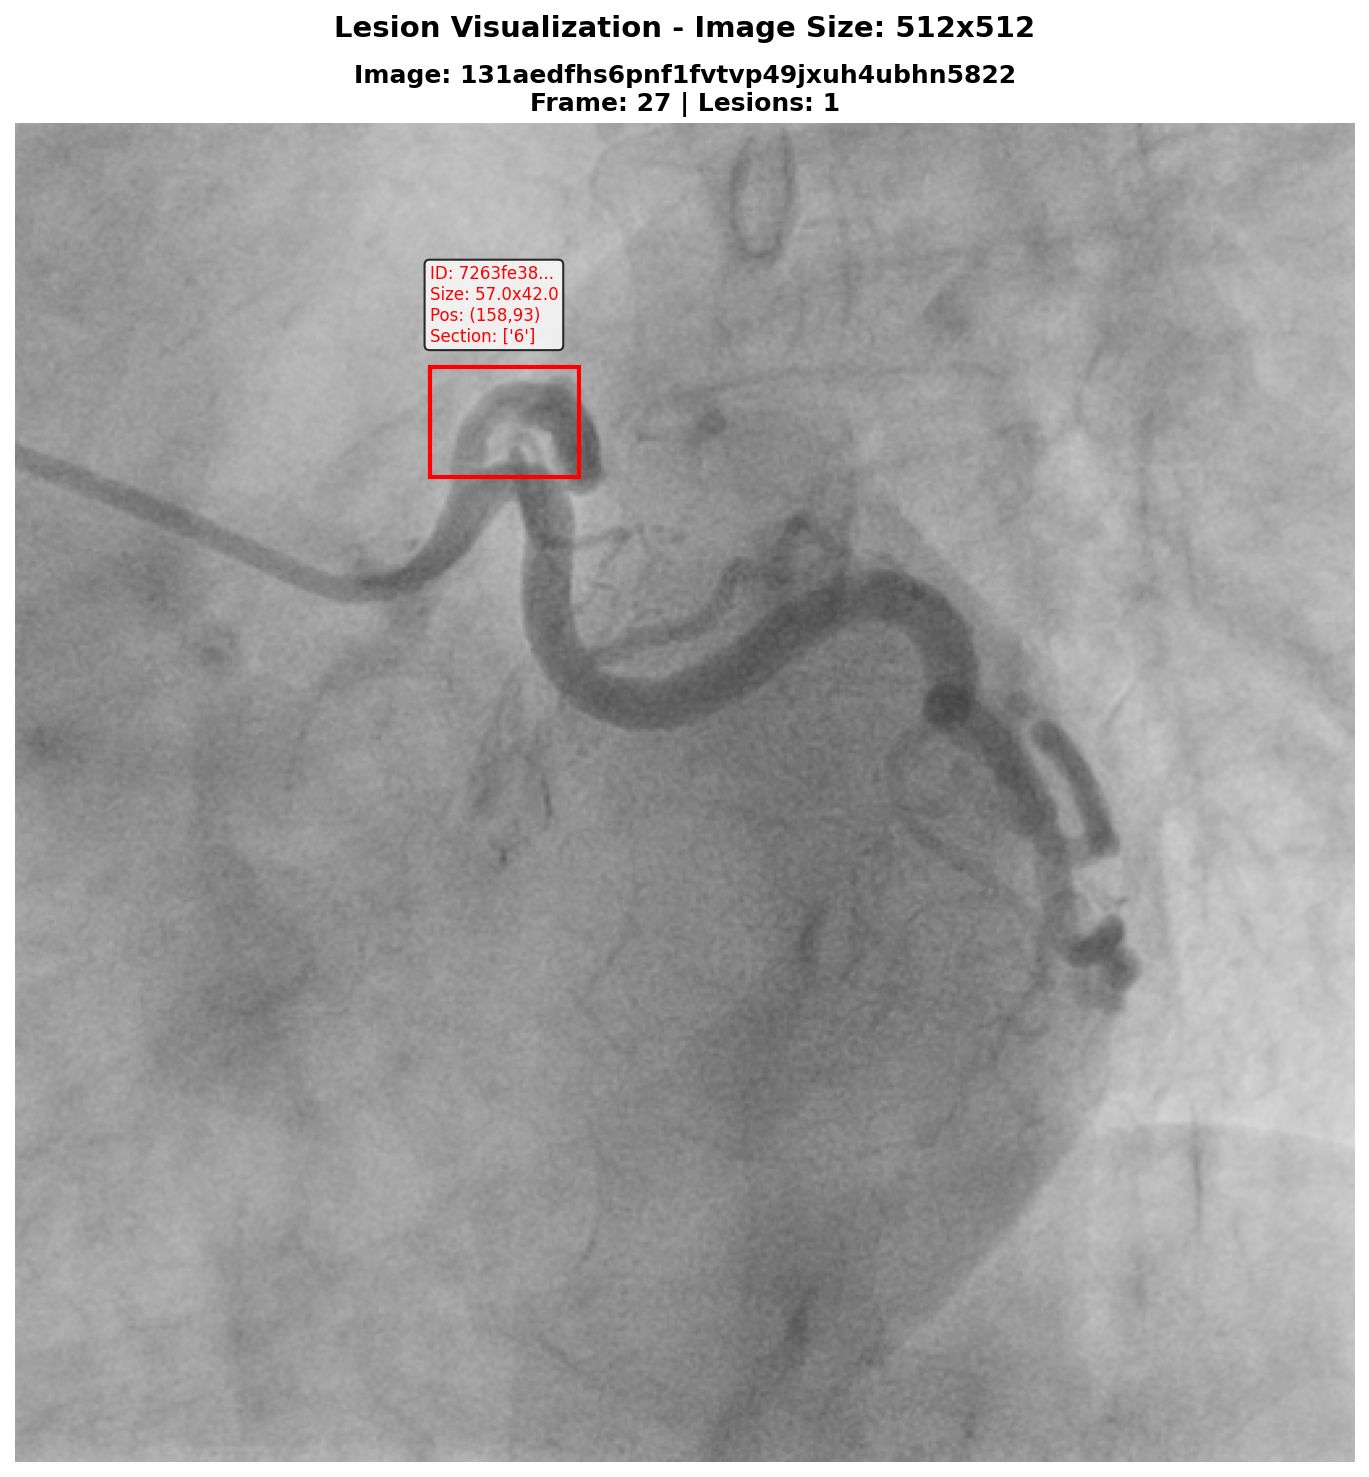 Lesion Visualization - Image Size: 512x512
Image: 131aedfhs6pnf1fvtvp49jxuh4ubhn5822
Frame: 27 | Lesions: 1
ID: 7263fe38...
Size: 57.0x42.0
Pos: (158,93)
Section: ['6']